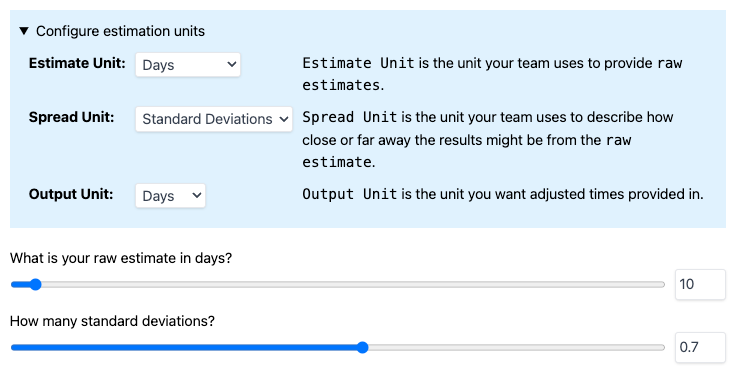 ▼ Configure estimation units
Estimate Unit: Days Estimate Unit is the unit your team uses to provide raw
estimates.
Spread Unit: Standard Deviations Spread Unit is the unit your team uses to describe how
close or far away the results might be from the raw
estimate.
Output Unit: Days Output Unit is the unit you want adjusted times provided in.
What is your raw estimate in days?
10
How many standard deviations?
0.7